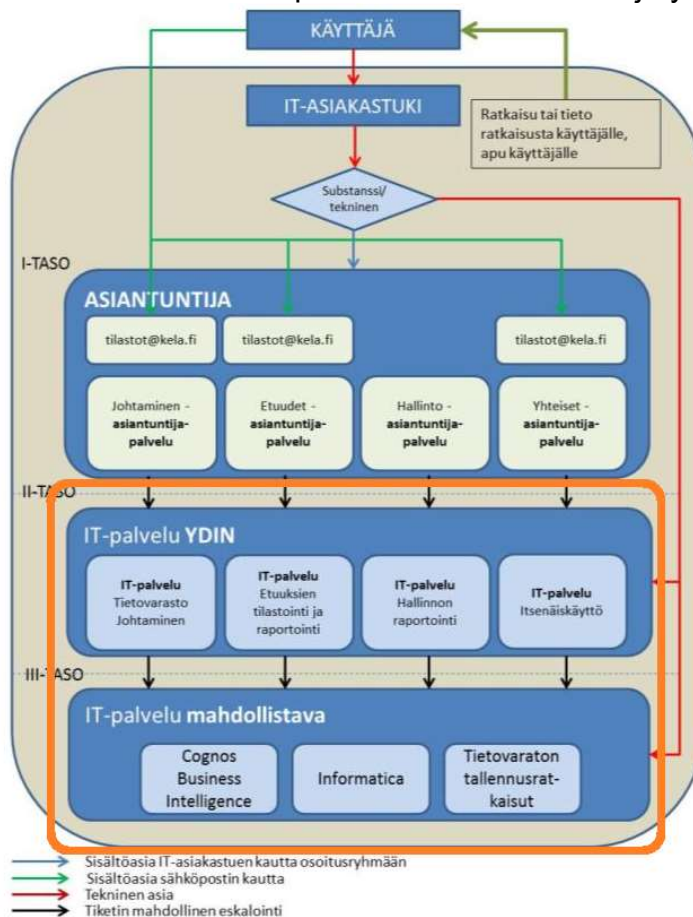 KÄYTTÄJÄ
IT-ASIAKASTUKI
Ratkaisu tai tieto
ratkaisusta käyttäjälle,
apu käyttäjälle
Substanssi/
tekninen
I-TASO
ASIANTUNTIJA
tilastot@kela.fi
tilastot@kela.fi
tilastot@kela.fi
Johtaminen -
asiantuntija-
palvelu
Etuudet -
asiantuntija-
palvelu
Hallinto -
asiantuntija-
palvelu
Yhteiset -
asiantuntija-
palvelu
II-TASO
IT-palvelu YDIN
IT-palvelu
Tietovarasto
Johtaminen
IT-palvelu
Etuuksien
tilastointi ja
raportointi
IT-palvelu
Hallinnon
raportointi
IT-palvelu
Itsenäiskäyttö
III-TASO
IT-palvelu mahdollistava
Cognos
Business
Intelligence
Informatica
Tietovaraton
tallennusrat-
kaisut
Sisältöasia IT-asiakastuen kautta osoitusryhmään
Sisältöasia sähköpostin kautta
Tekninen asia
Tiketin mahdollinen eskalointi